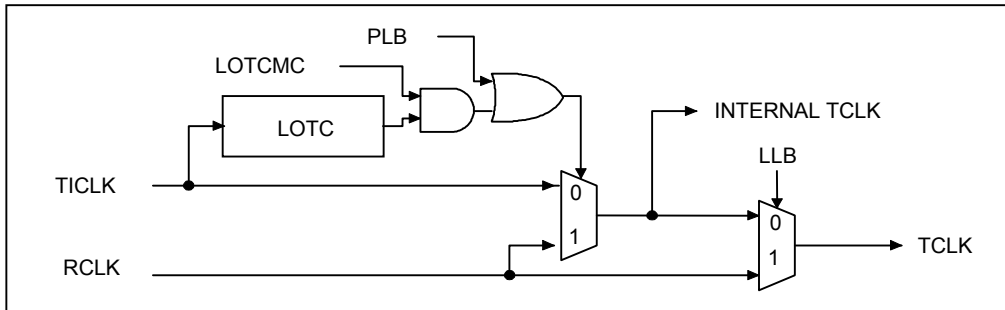 PLB
LOTCMC
LOTC
INTERNAL TCLK
LLB
TICLK
0
0
1
1
TCLK
RCLK